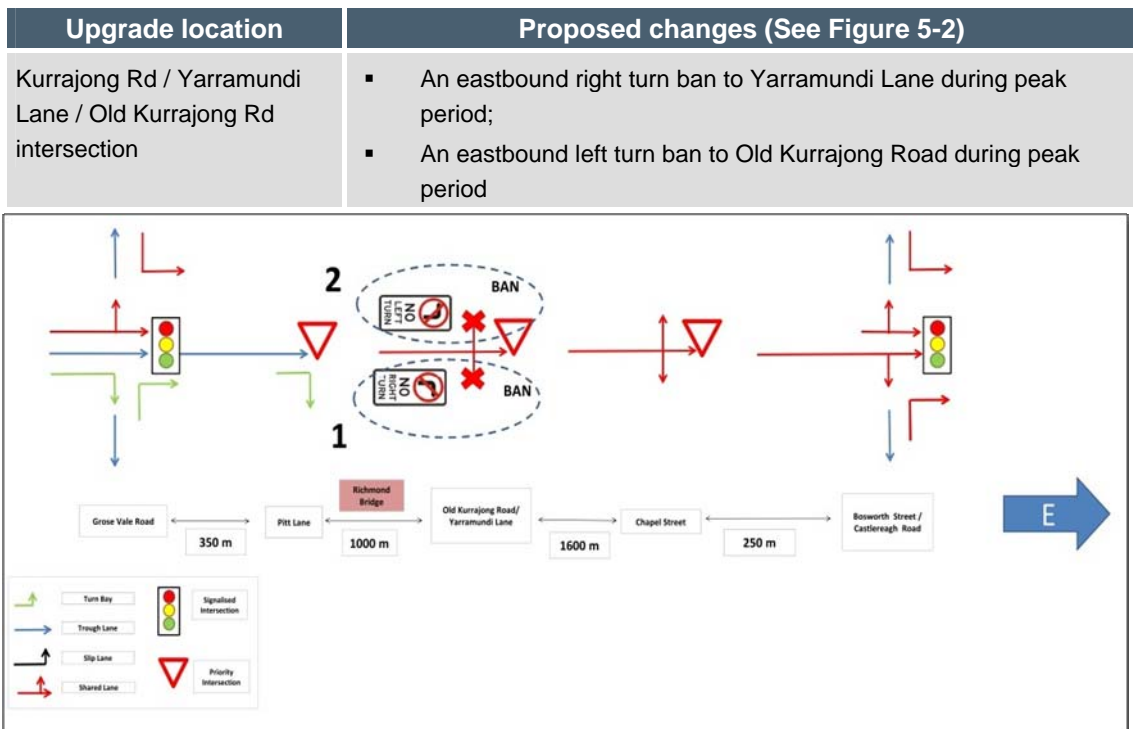 Upgrade location
Proposed changes (See Figure 5-2)
Kurrajong Rd / Yarramundi
Lane / Old Kurrajong Rd
intersection
▪ An eastbound right turn ban to Yarramundi Lane during peak
period;
▪ An eastbound left turn ban to Old Kurrajong Road during peak
period
2
BAN
NO
LEFT
TURN
NO
RIGHT
TURN
BAN
1
Grose Vale Road
350 m
Pitt Lane
Richmond
Bridge
1000 m
Old Kurrajong Road/
Yarramundi Lane
1600 m
Chapel Street
250 m
Bosworth Street /
Castlereagh Road
E
Turn Bay
Trough Lane
Slip Lane
Shared Lane
Signalised
Intersection
Priority
Intersection